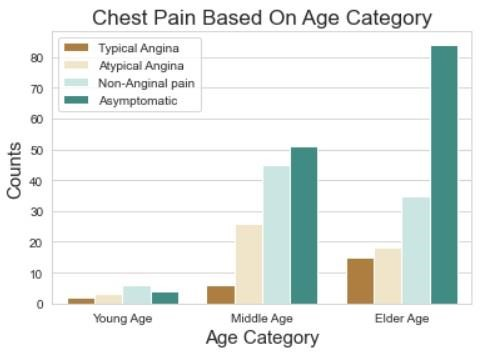 Chest Pain Based On Age Category
Typical Angina
Atypical Angina
Non-Anginal pain
Asymptomatic
80
70
60
50
40
30
20
10
0
Counts
Young Age
Middle Age
Elder Age
Age Category